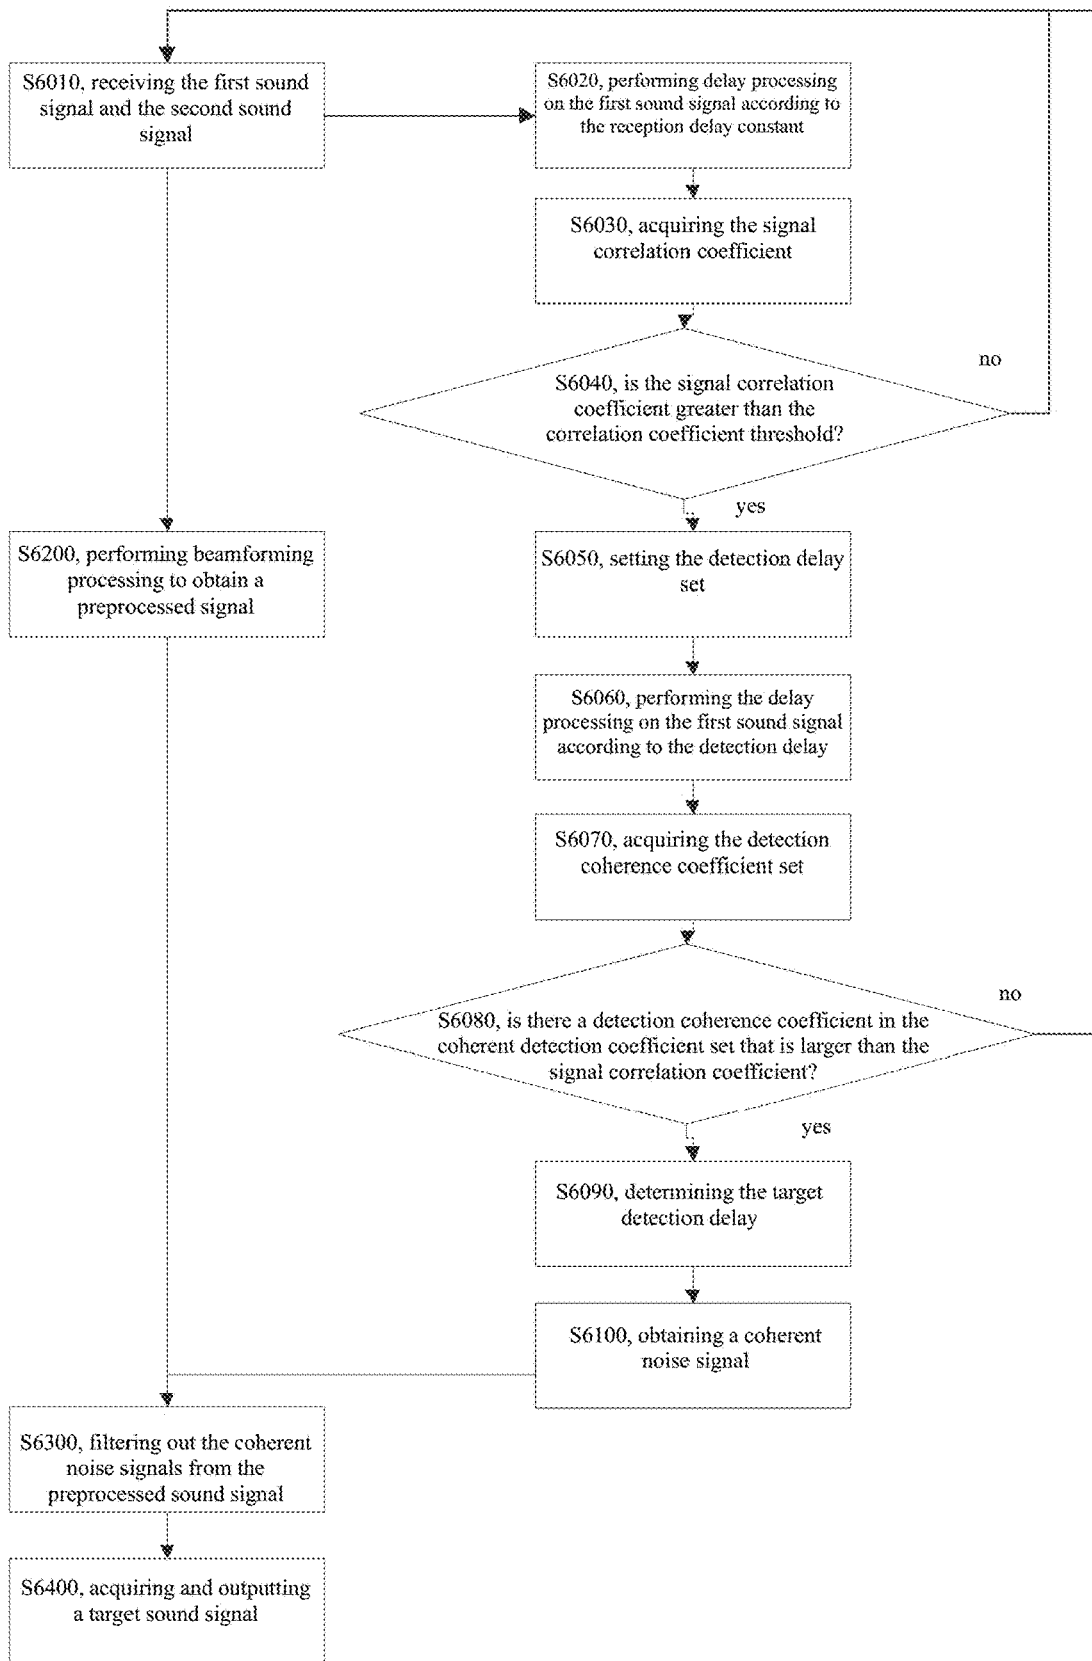 S6010, receiving the first sound
signal and the second sound
signal
S6020, performing delay processing
on the first sound signal according to
the reception delay constant
S6030, acquiring the signal
correlation coefficient
no
S6040, is the signal correlation
coefficient greater than the
correlation coefficient threshold?
yes
S6200, performing beamforming
processing to obtain a
preprocessed signal
S6050, setting the detection delay
set
S6060, performing the delay
processing on the first sound signal
according to the detection delay
S6070, acquiring the detection
coherence coefficient set
no
S6080, is there a detection coherence coefficient in the
coherent detection coefficient set that is larger than the
signal correlation coefficient?
yes
S6090, determining the target
detection delay
S6100, obtaining a coherent
noise signal
S6300, filtering out the coherent
noise signals from the
preprocessed sound signal
S6400, acquiring and outputting
a target sound signal